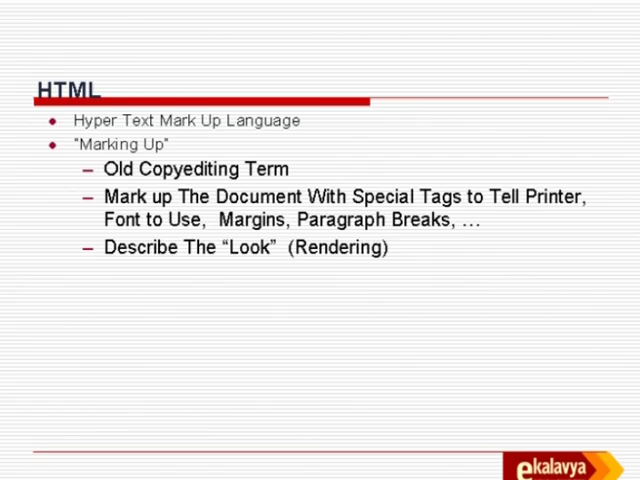 HTML
Hyper Text Mark Up Language
"Marking Up"
– Old Copyediting Term
– Mark up The Document With Special Tags to Tell Printer,
Font to Use, Margins, Paragraph Breaks, …
– Describe The “Look” (Rendering)
ekalavya